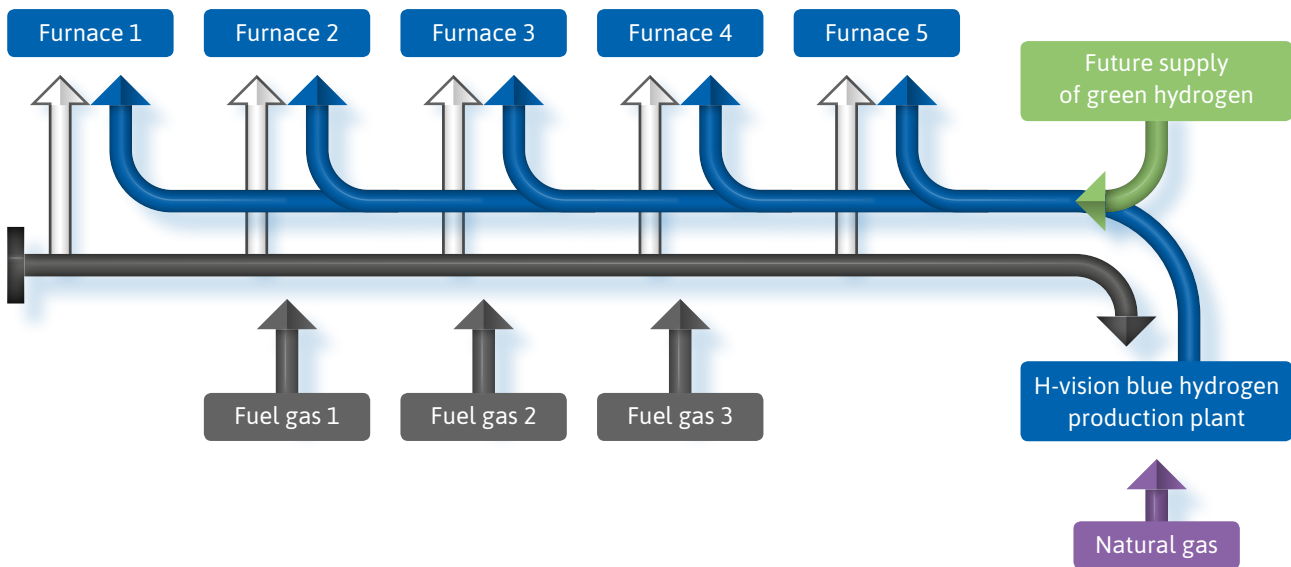 Furnace 1
Furnace 2
Furnace 3
Furnace 4
Furnace 5
Future supply
of green hydrogen
Fuel gas 1
Fuel gas 2
Fuel gas 3
H-vision blue hydrogen
production plant
Natural gas